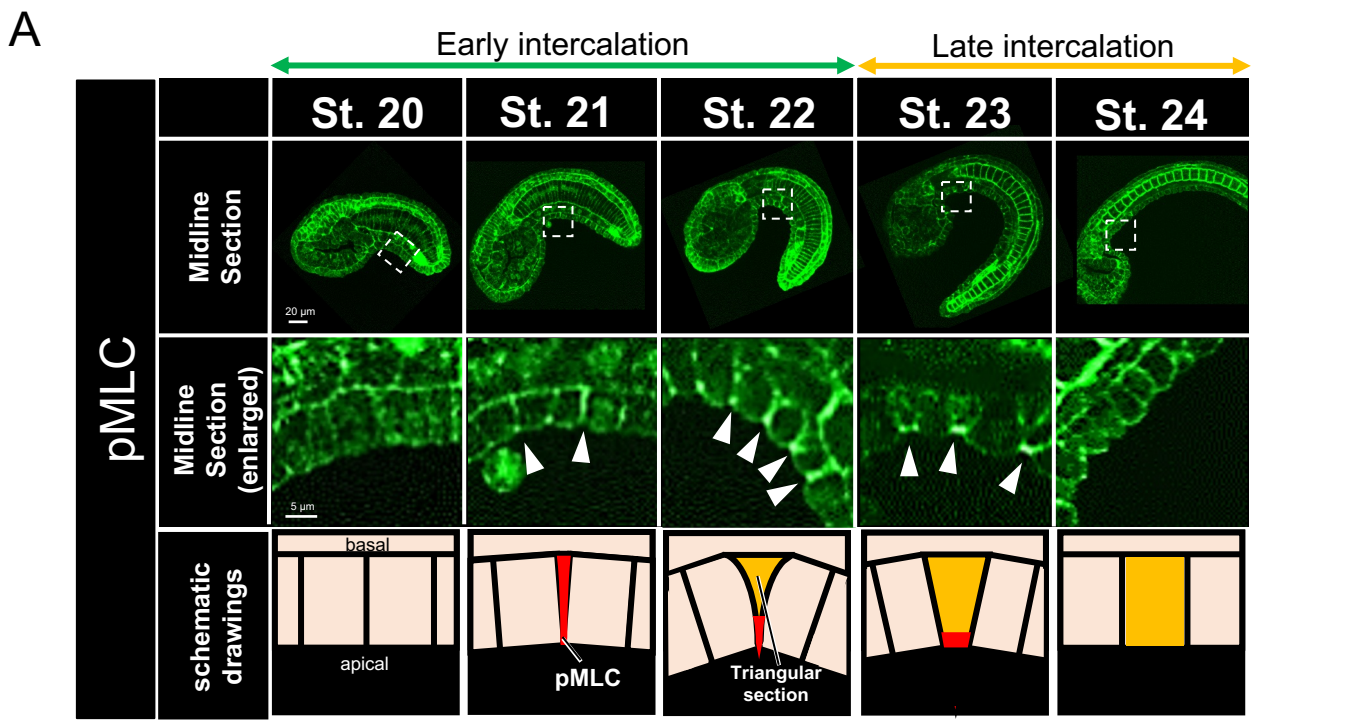 A
Early intercalation
Late intercalation
St. 20
St. 21
St. 22
St. 23
St. 24
pMLC
Midline
Section
20 µm
Midline
Section
(enlarged)
5 µm
schematic
drawings
basal
apical
pMLC
Triangular
section